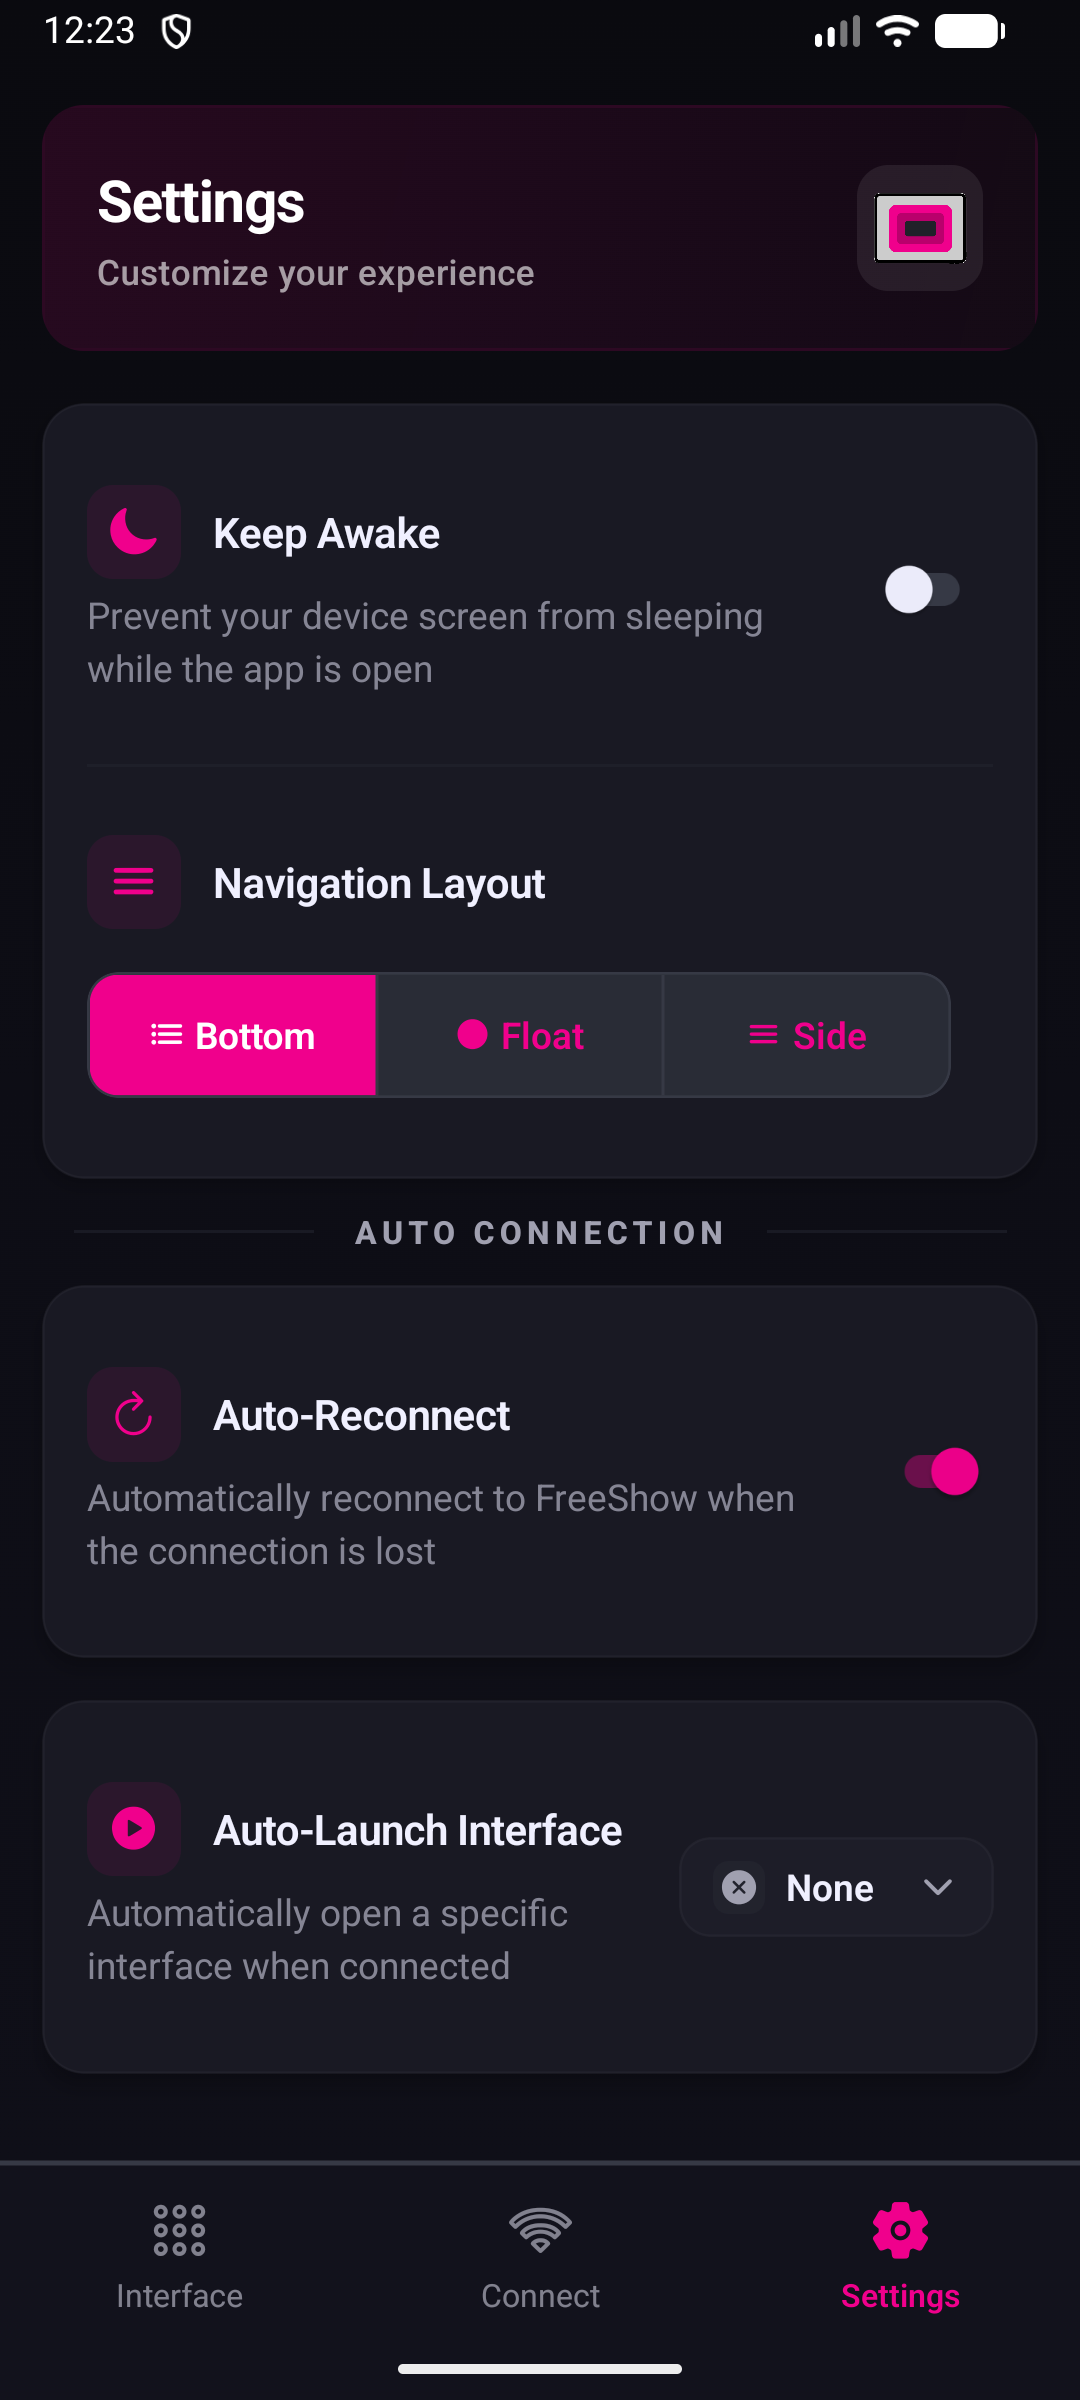 12:23
Settings
Customize your experience
Keep Awake
Prevent your device screen from sleeping
while the app is open
Navigation Layout
Bottom
Float
Side
AUTO CONNECTION
Auto-Reconnect
Automatically reconnect to FreeShow when
the connection is lost
Auto-Launch Interface
None
Automatically open a specific
interface when connected
Interface
Connect
Settings